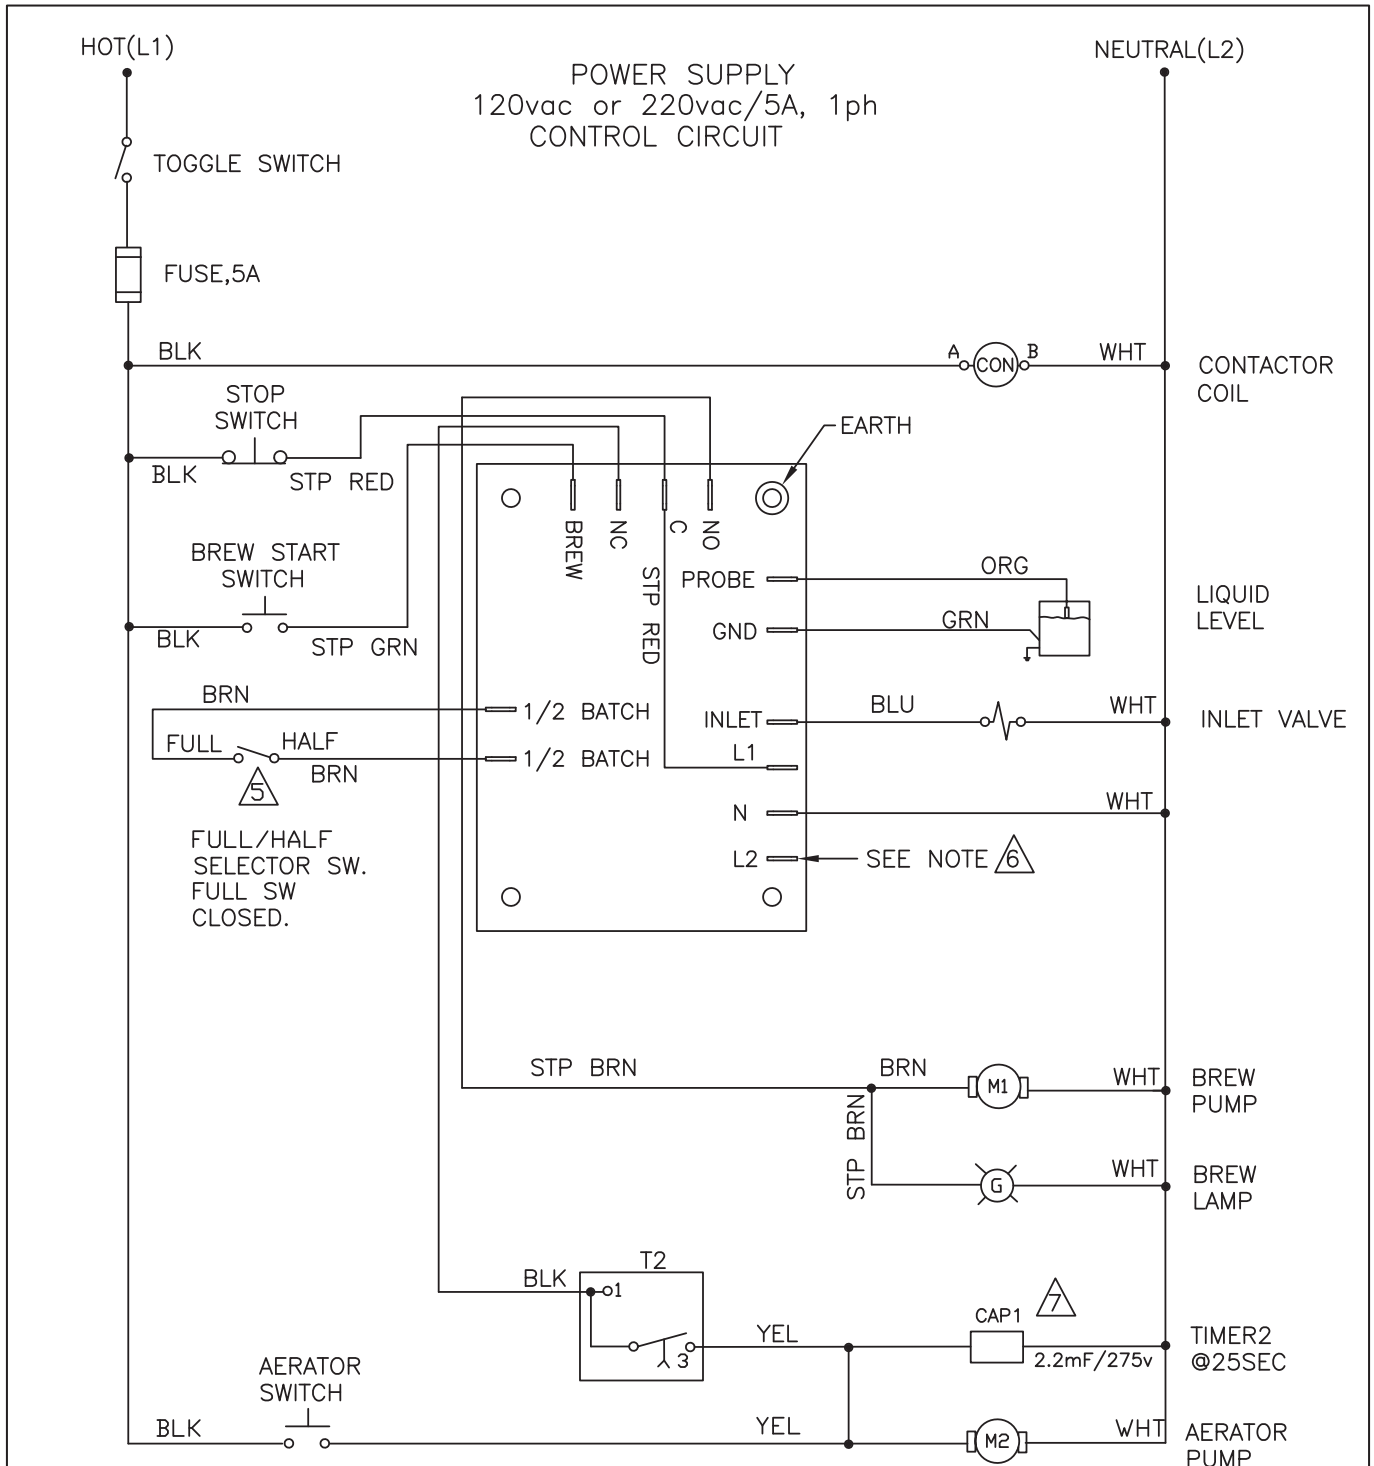 HOT(L1)
NEUTRAL(L2)
POWER SUPPLY
120vac or 220vac/5A, 1ph
CONTROL CIRCUIT
TOGGLE SWITCH
FUSE,5A
BLK
A
CON
B
WHT
CONTACTOR
COIL
STOP
SWITCH
BLK
STP RED
EARTH
BREW
NC
C
NO
STP RED
BREW START
SWITCH
BLK
STP GRN
PROBE
ORG
GND
GRN
LIQUID
LEVEL
BRN
1/2 BATCH
INLET
BLU
WHT
INLET VALVE
FULL
HALF
BRN
1/2 BATCH
L1
5
N
WHT
FULL/HALF
SELECTOR SW.
FULL SW
CLOSED.
L2
SEE NOTE 6
STP BRN
BRN
M1
WHT
BREW
PUMP
STP BRN
G
WHT
BREW
LAMP
T2
BLK
1
3
YEL
CAP1
7
2.2mF/275v
TIMER2
@25SEC
AERATOR
SWITCH
BLK
YEL
M2
WHT
AERATOR
PUMP